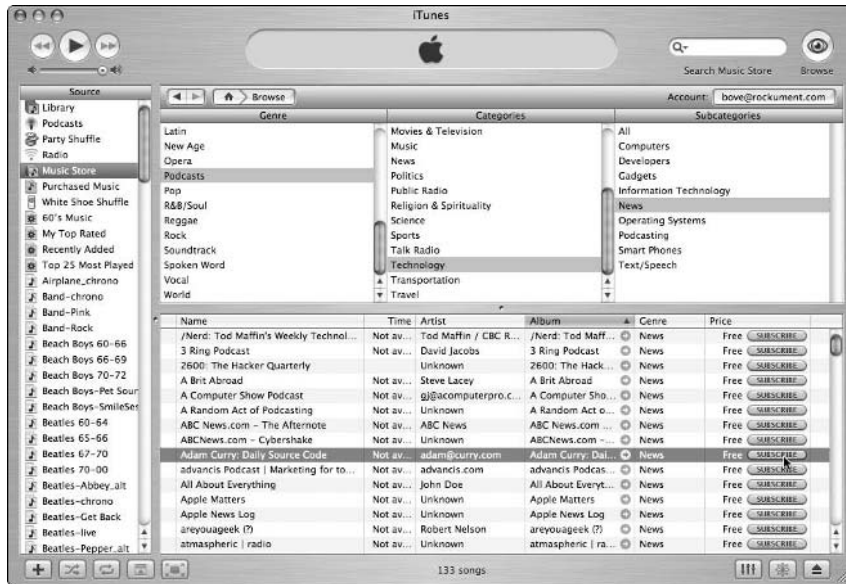 iTunes
Search Music Store
Browse
Source
Library
Podcasts
Party Shuffle
Radio
Music Store
Purchased Music
White Shoe Shuffle
60's Music
My Top Rated
Recently Added
Top 25 Most Played
Airplane_chrono
Band-chrono
Band-Pink
Band-Rock
Beach Boys 60-66
Beach Boys 66-69
Beach Boys 70-72
Beach Boys-Pet Soun
Beach Boys-SmileSes
Beatles 60-64
Beatles 65-66
Beatles 67-70
Beatles 70-00
Beatles-Abbey_alt
Beatles-chrono
Beatles-Get Back
Beatles-live
Beatles-Pepper_alt
Browse
Account: bove@rockument.com
Genre
Latin
New Age
Opera
Podcasts
Pop
R&B/Soul
Reggae
Rock
Soundtrack
Spoken Word
Vocal
World
Categories
Movies & Television
Music
News
Politics
Public Radio
Religion & Spirituality
Science
Sports
Talk Radio
Technology
Transportation
Travel
Subcategories
All
Computers
Developers
Gadgets
Information Technology
News
Operating Systems
Podcasting
Smart Phones
Text/Speech
Name Time Artist Album Genre Price
/Nerd: Tod Maffin's Weekly Technol... Not av... Tod Maffin / CBC R... /Nerd: Tod Maff... News Free SUBSCRIBE
3 Ring Podcast Not av... David Jacobs 3 Ring Podcast News Free SUBSCRIBE
2600: The Hacker Quarterly Unknown 2600: The Hack... News Free SUBSCRIBE
A Brit Abroad Not av... Steve Lacey A Brit Abroad News Free SUBSCRIBE
A Computer Show Podcast Not av... gj@acomputerpro.c... A Computer Sho... News Free SUBSCRIBE
A Random Act of Podcasting Not av... Unknown A Random Act o... News Free SUBSCRIBE
ABC News.com - The Afternote Not av... ABC News ABC News.com ... News Free SUBSCRIBE
ABCNews.com - Cybershake Not av... Unknown ABCNews.com -... News Free SUBSCRIBE
Adam Curry: Daily Source Code Not av... adam@curry.com Adam Curry: Dai... News Free SUBSCRIBE
advancis Podcast | Marketing for to... Not av... advancis.com advancis Podcas... News Free SUBSCRIBE
All About Everything Not av... John Doe All About Everyt... News Free SUBSCRIBE
Apple Matters Not av... Unknown Apple Matters News Free SUBSCRIBE
Apple News Log Not av... Unknown Apple News Log News Free SUBSCRIBE
areyouageek (?) Not av... Robert Nelson areyouageek (?) News Free SUBSCRIBE
atmaspheric | radio Not av... Unknown atmaspheric | ra... News Free SUBSCRIBE
133 songs